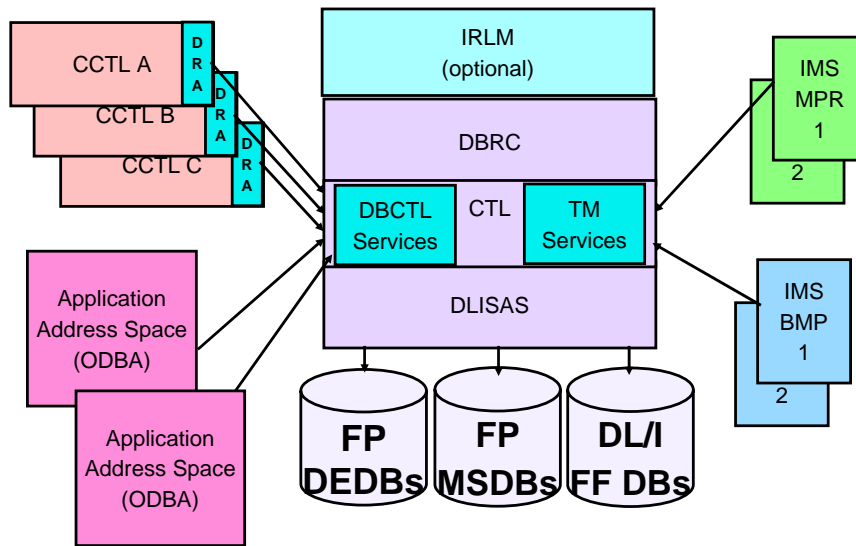 CCTL A
D
R
A
CCTL B
D
R
A
CCTL C
D
R
A
IRLM
(optional)
DBRC
DBCTL
Services
CTL
TM
Services
DLISAS
IMS
MPR
1
2
IMS
BMP
1
2
Application
Address Space
(ODBA)
Application
Address Space
(ODBA)
FP
DEDBs
FP
MSDBs
DL/I
FF DBs